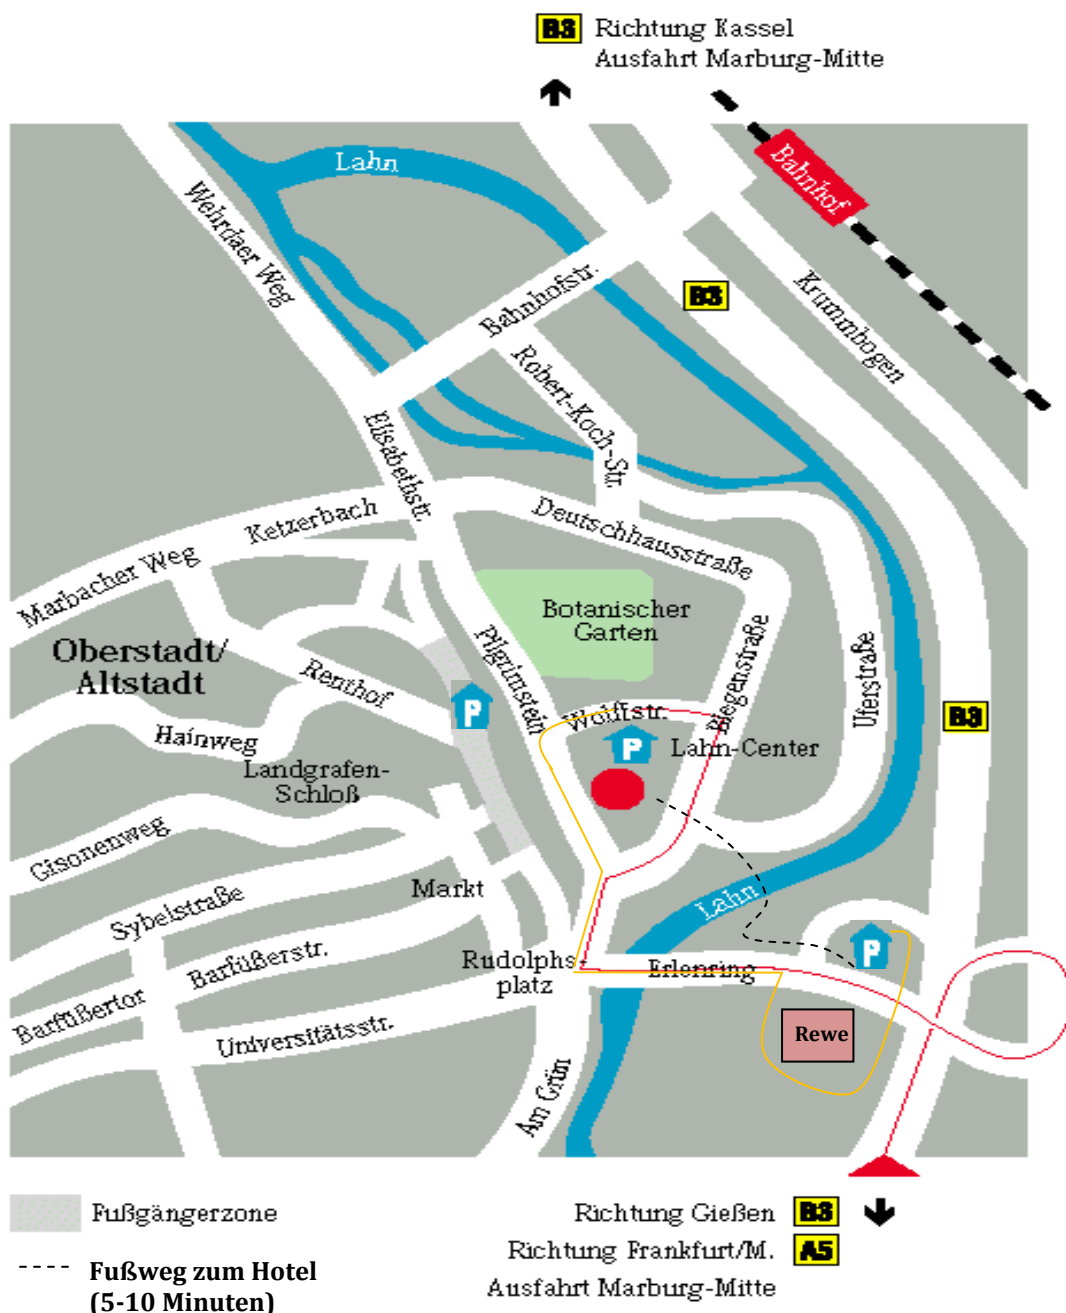 B3 Richtung Kassel
Ausfahrt Marburg-Mitte
Bahnhof
Lahn
Wehrdaer Weg
Bahnhofstr.
B3
Krummbogen
Robert-Koch-Str.
Elisabethstr.
Ketzerbach
Deutschhausstraße
Marbacher Weg
Botanischer
Garten
Oberstadt/
Altstadt
Renthof
Pilgrimstein
Biegenstraße
Uferstraße
P
Wolffstr.
B3
Hainweg
P
Lahn-Center
Landgrafen-
Schloß
Gisonenweg
Markt
Lahn
Sybelstraße
P
Barfüßerstr.
Rudolphs-
platz
Erlenring
Barfüßertor
Universitätsstr.
Rewe
Am Grün
Fußgängerzone
Richtung Gießen B3
Richtung Frankfurt/M. A5
Ausfahrt Marburg-Mitte
Fußweg zum Hotel
(5-10 Minuten)